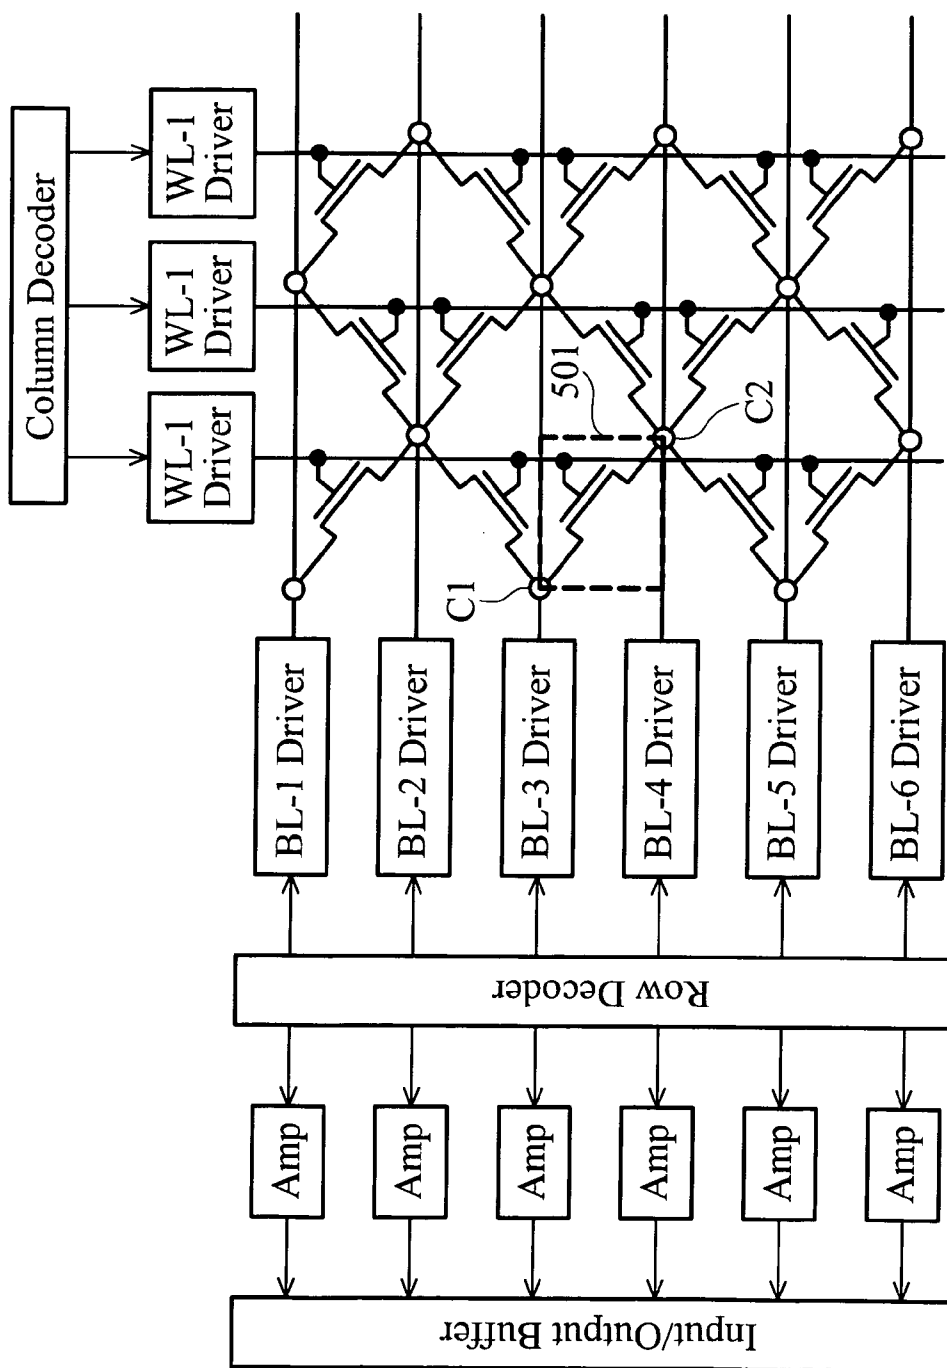 Column Decoder
WL-1
Driver
WL-1
Driver
WL-1
Driver
501
C2
C1
BL-1 Driver
BL-2 Driver
BL-3 Driver
BL-4 Driver
BL-5 Driver
BL-6 Driver
Row Decoder
Amp
Amp
Amp
Amp
Amp
Amp
Input/Output Buffer